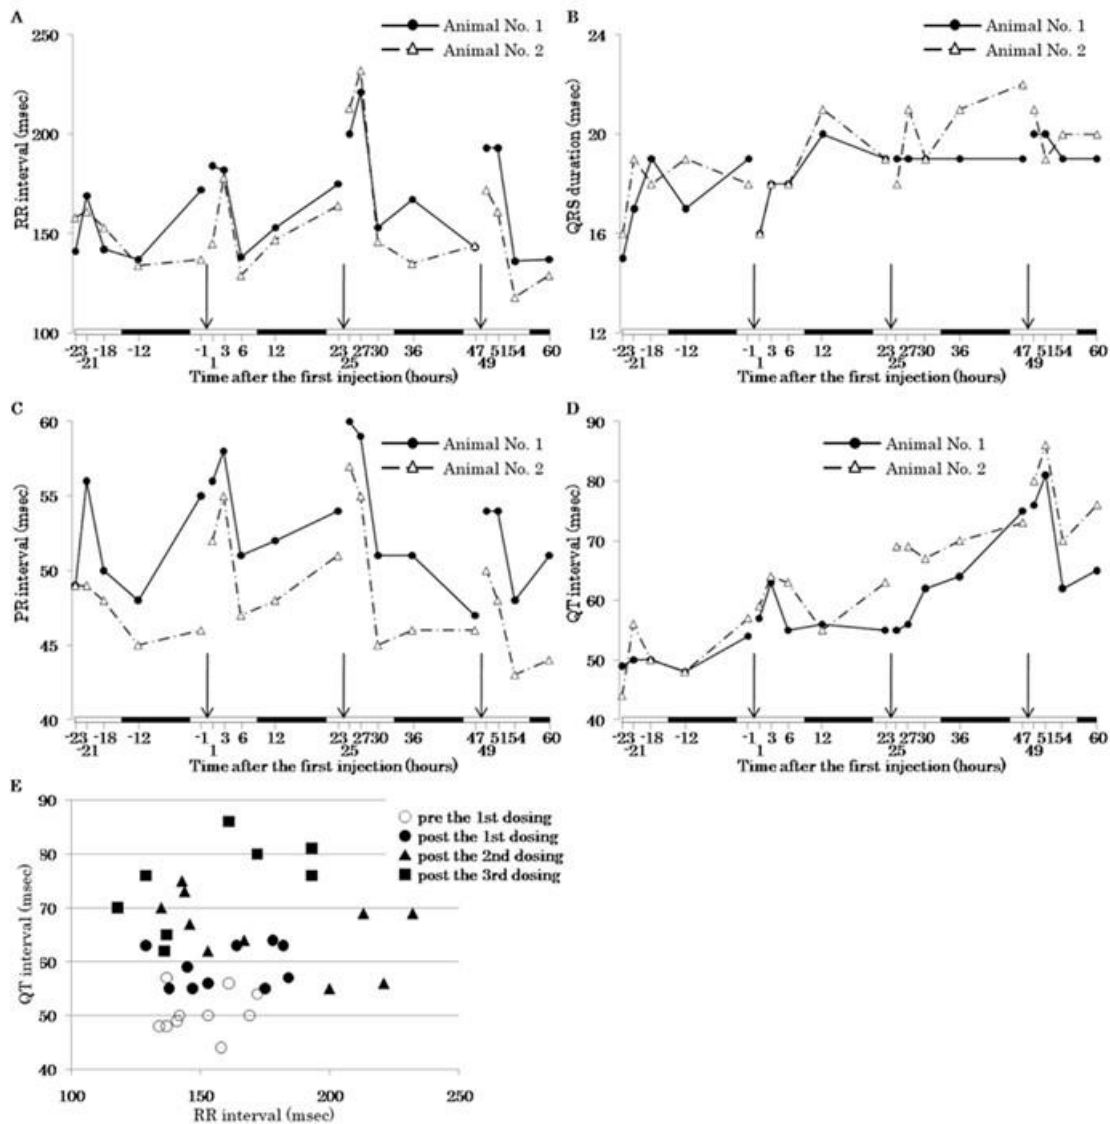 A
Animal No. 1
Animal No. 2
RR interval (msec)
250
200
150
100
-23 -18 -12 -1 3 6 12 23 2730 36 47 5154 60
-21 1 25 49
Time after the first injection (hours)
B
Animal No. 1
Animal No. 2
QRS duration (msec)
24
20
16
12
-23 -18 -12 -1 3 6 12 23 2730 36 47 5154 60
-21 1 25 49
Time after the first injection (hours)
C
Animal No. 1
Animal No. 2
PR interval (msec)
60
55
50
45
40
-23 -18 -12 -1 3 6 12 23 2730 36 47 5154 60
-21 1 25 49
Time after the first injection (hours)
D
Animal No. 1
Animal No. 2
QT interval (msec)
90
80
70
60
50
40
-23 -18 -12 -1 3 6 12 23 2730 36 47 5154 60
-21 1 25 49
Time after the first injection (hours)
E
pre the 1st dosing
post the 1st dosing
post the 2nd dosing
post the 3rd dosing
QT interval (msec)
90
80
70
60
50
40
100 150 200 250
RR interval (msec)